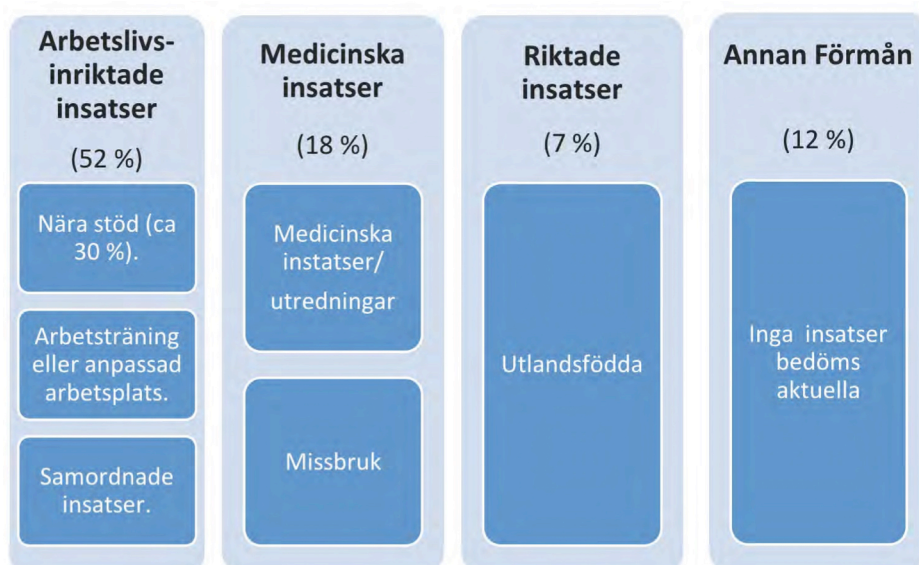 Arbetslivs-
inriktade
insatser
(52 %)
Nära stöd (ca
30 %).
Arbetsträning
eller anpassad
arbetsplats.
Samordnade
insatser.
Medicinska
insatser
(18 %)
Medicinska
instatser/
utredningar
Missbruk
Riktade
insatser
(7 %)
Utlandsfödda
Annan Förmån
(12 %)
Inga insatser
bedöms
aktuella